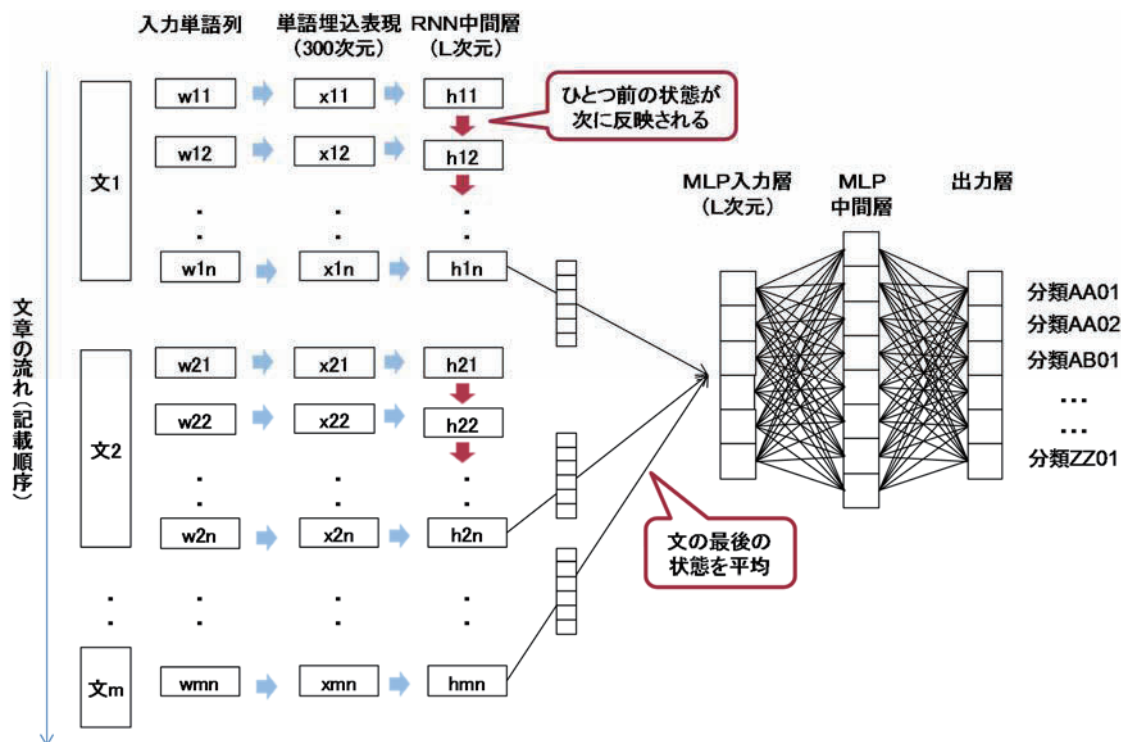 入力単語列
単語埋込表現
(300次元)
RNN中間層
(L次元)
文章の流れ(記載順序)
文1
w11
x11
h11
ひとつ前の状態が
次に反映される
w12
x12
h12
w1n
x1n
h1n
文2
w21
x21
h21
w22
x22
h22
w2n
x2n
h2n
文m
wmn
xmn
hmn
文の最後の
状態を平均
MLP入力層
(L次元)
MLP
中間層
出力層
分類AA01
分類AA02
分類AB01
…
…
分類ZZ01